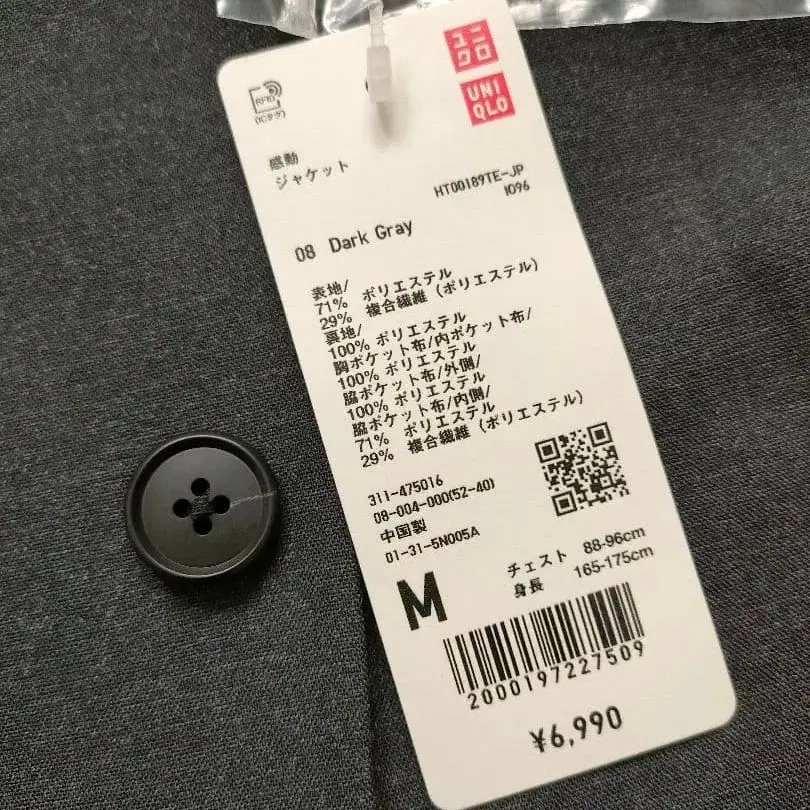 ユニ
クロ
UNI
QLO
RFID
(ICタグ)
感動
ジャケット
HT00189TE-JP
I096
08 Dark Gray
表地/
71% ポリエステル
29% 複合繊維（ポリエステル）
裏地/
100% ポリエステル
胸ポケット布/内ポケット布/
100% ポリエステル
脇ポケット布/外側/
100% ポリエステル
脇ポケット布/内側/
71% ポリエステル
29% 複合繊維（ポリエステル）
311-475016
08-004-000(52-40)
中国製
01-31-5N005A
M
チェスト 88-96cm
身長 165-175cm
2000197227509
¥6,990